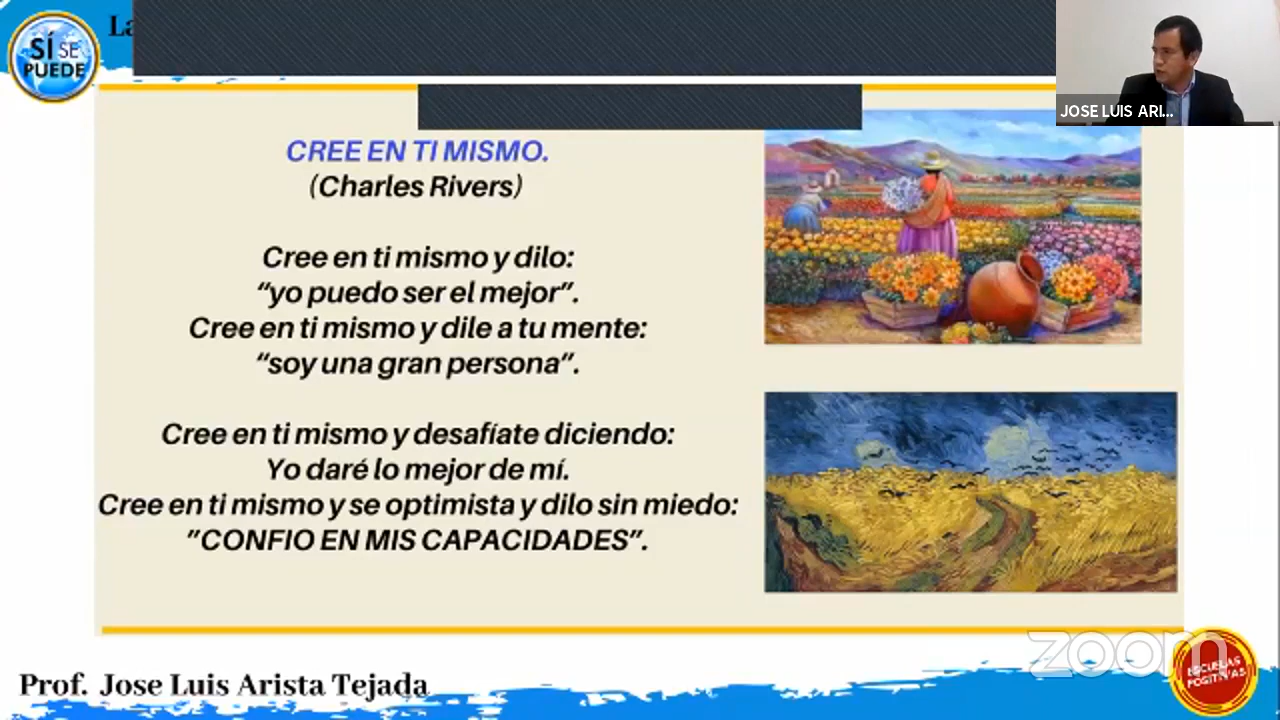 SÍ SE
PUEDE
La
JOSE LUIS ARI...
CREE EN TI MISMO.
(Charles Rivers)
Cree en ti mismo y dilo:
“yo puedo ser el mejor”.
Cree en ti mismo y dile a tu mente:
“soy una gran persona”.
Cree en ti mismo y desafíate diciendo:
Yo daré lo mejor de mí.
Cree en ti mismo y se optimista y dilo sin miedo:
”CONFIO EN MIS CAPACIDADES”.
zoom
ESCUELAS
POSITIVAS
Prof. Jose Luis Arista Tejada